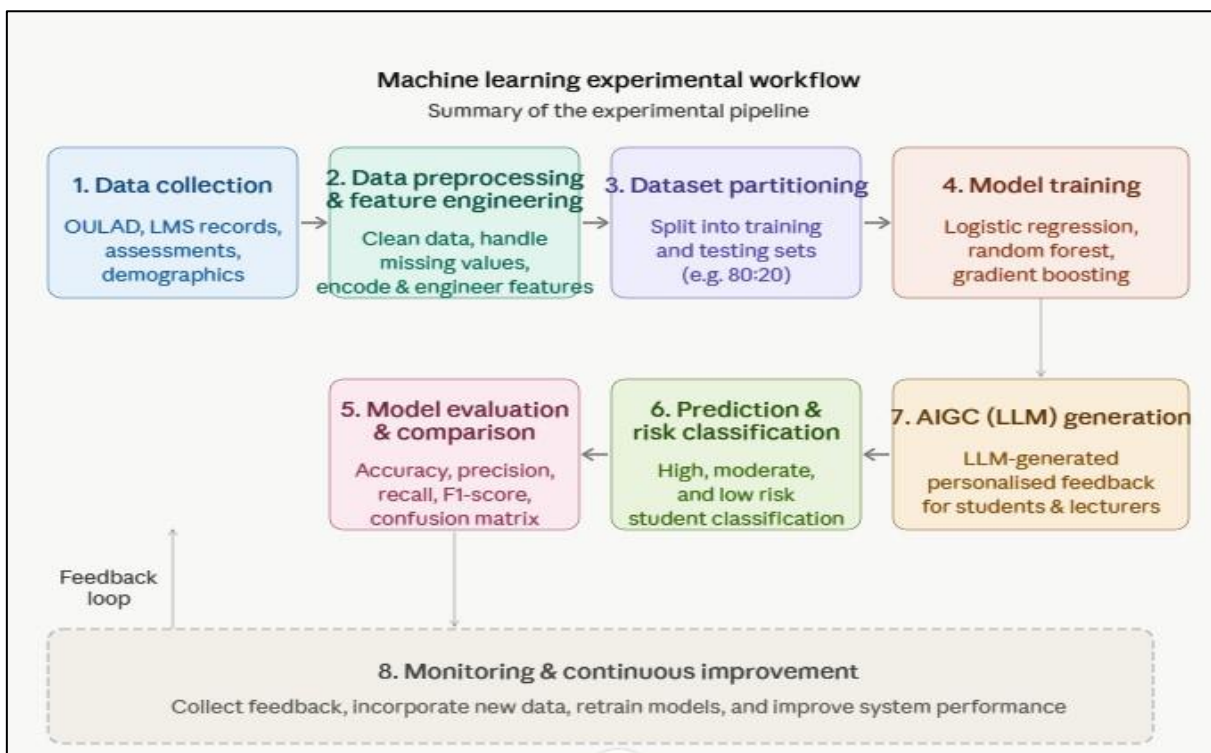 Machine learning experimental workflow
Summary of the experimental pipeline
1. Data collection
OULAD, LMS records,
assessments,
demographics
2. Data preprocessing
& feature engineering
Clean data, handle
missing values,
encode & engineer features
3. Dataset partitioning
Split into training
and testing sets
(e.g. 80:20)
4. Model training
Logistic regression,
random forest,
gradient boosting
5. Model evaluation
& comparison
Accuracy, precision,
recall, F1-score,
confusion matrix
6. Prediction &
risk classification
High, moderate,
and low risk
student classification
7. AIGC (LLM) generation
LLM-generated
personalised feedback
for students & lecturers
Feedback
loop
8. Monitoring & continuous improvement
Collect feedback, incorporate new data, retrain models, and improve system performance